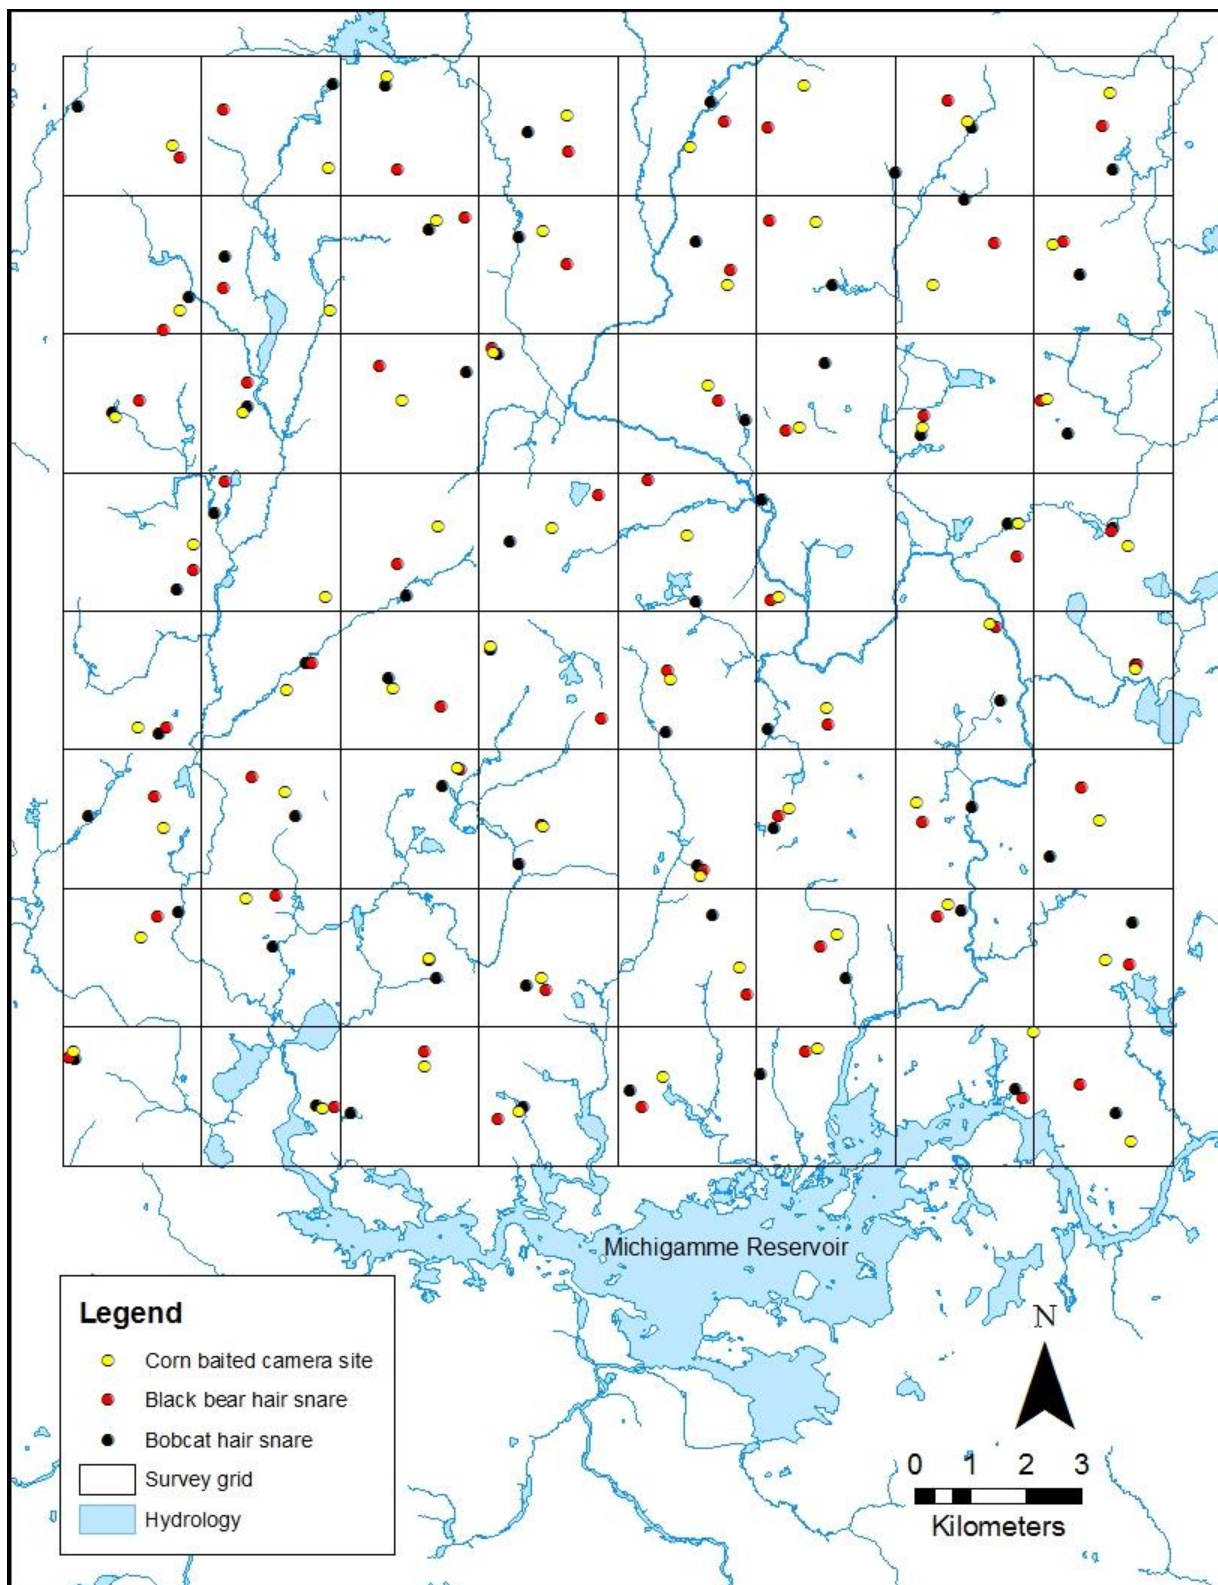 Michigamme Reservoir
Legend
Corn baited camera site
Black bear hair snare
Bobcat hair snare
Survey grid
Hydrology
N
0 1 2 3
Kilometers